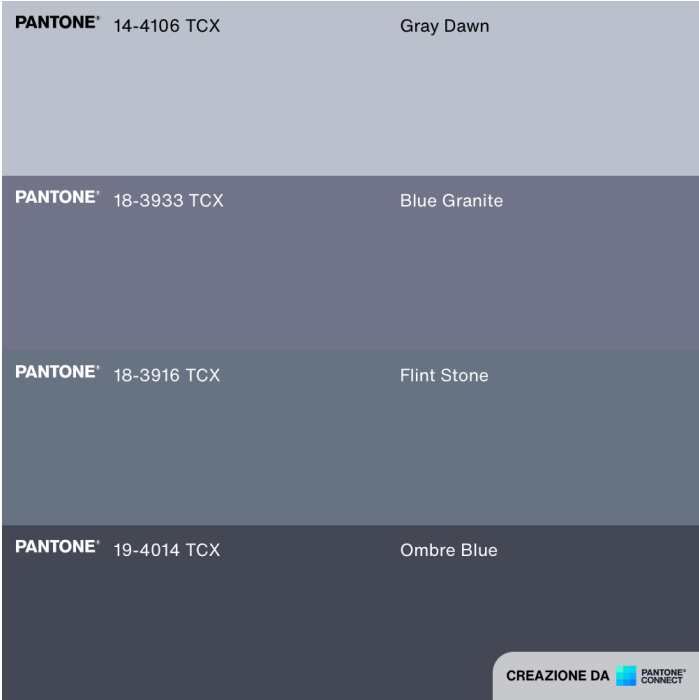 PANTONE® 14-4106 TCX Gray Dawn
PANTONE® 18-3933 TCX Blue Granite
PANTONE® 18-3916 TCX Flint Stone
PANTONE® 19-4014 TCX Ombre Blue
CREAZIONE DA PANTONE®
CONNECT